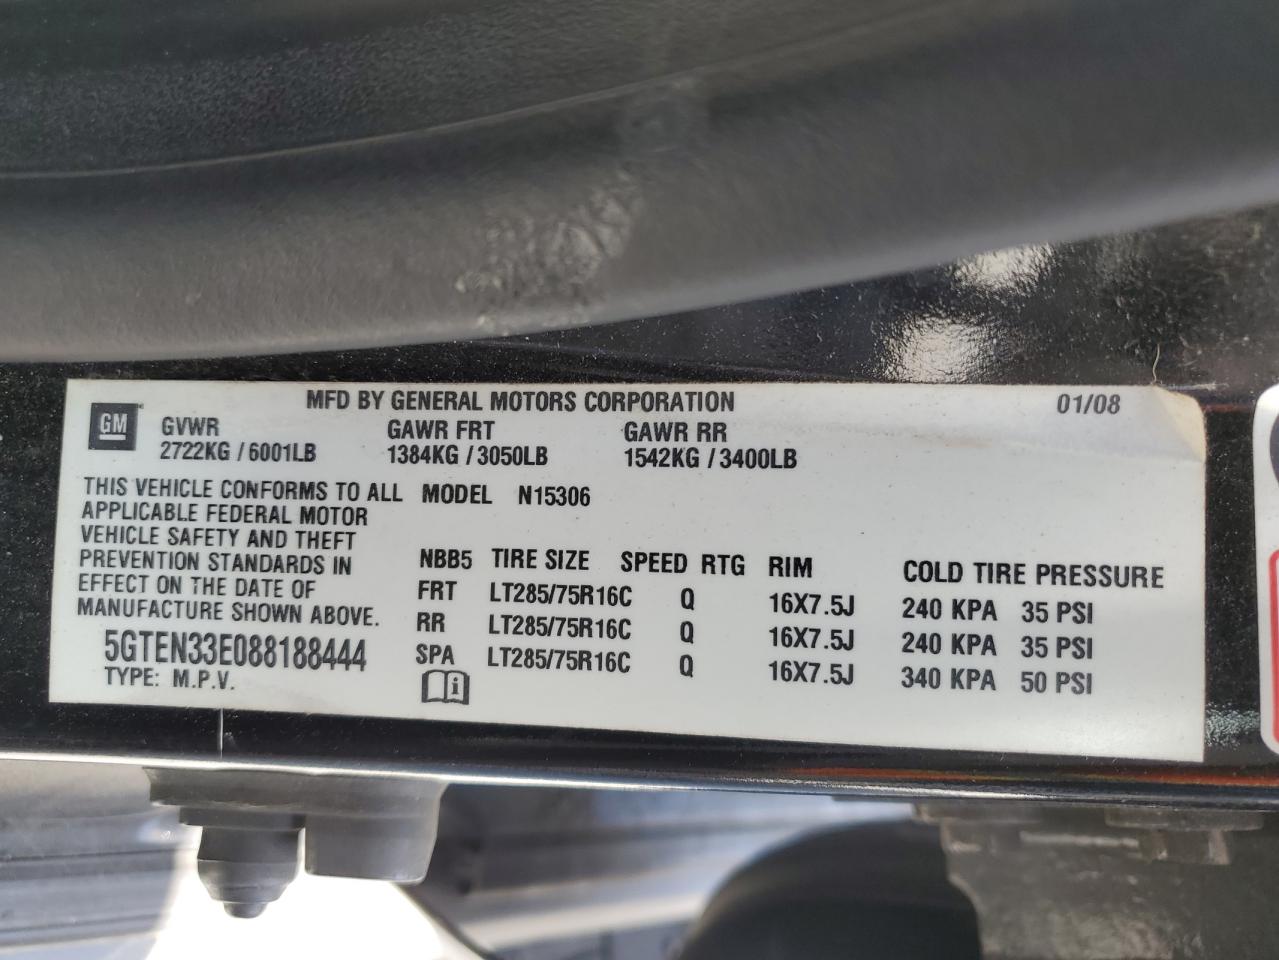 MFD BY GENERAL MOTORS CORPORATION 01/08
GM
GVWR GAWR FRT GAWR RR
2722KG / 6001LB 1384KG / 3050LB 1542KG / 3400LB
THIS VEHICLE CONFORMS TO ALL MODEL N15306
APPLICABLE FEDERAL MOTOR
VEHICLE SAFETY AND THEFT
PREVENTION STANDARDS IN
EFFECT ON THE DATE OF
MANUFACTURE SHOWN ABOVE.
5GTEN33E088188444
TYPE: M.P.V.
NBB5 TIRE SIZE SPEED RTG RIM COLD TIRE PRESSURE
FRT LT285/75R16C Q 16X7.5J 240 KPA 35 PSI
RR LT285/75R16C Q 16X7.5J 240 KPA 35 PSI
SPA LT285/75R16C Q 16X7.5J 340 KPA 50 PSI
i